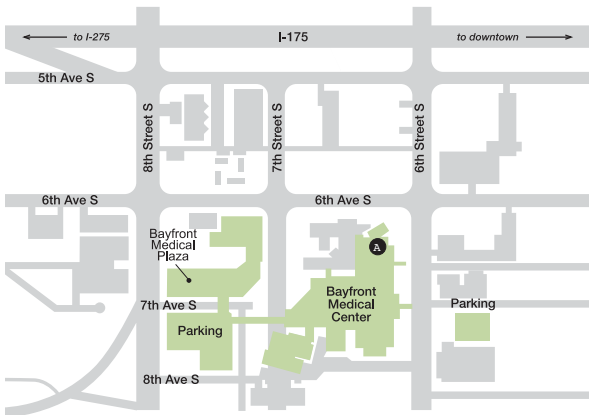 to I-275
I-175
to downtown
5th Ave S
8th Street S
7th Street S
6th Street S
6th Ave S
6th Ave S
Bayfront
Medical
Plaza
A
Bayfront
Medical
Center
7th Ave S
Parking
Parking
8th Ave S